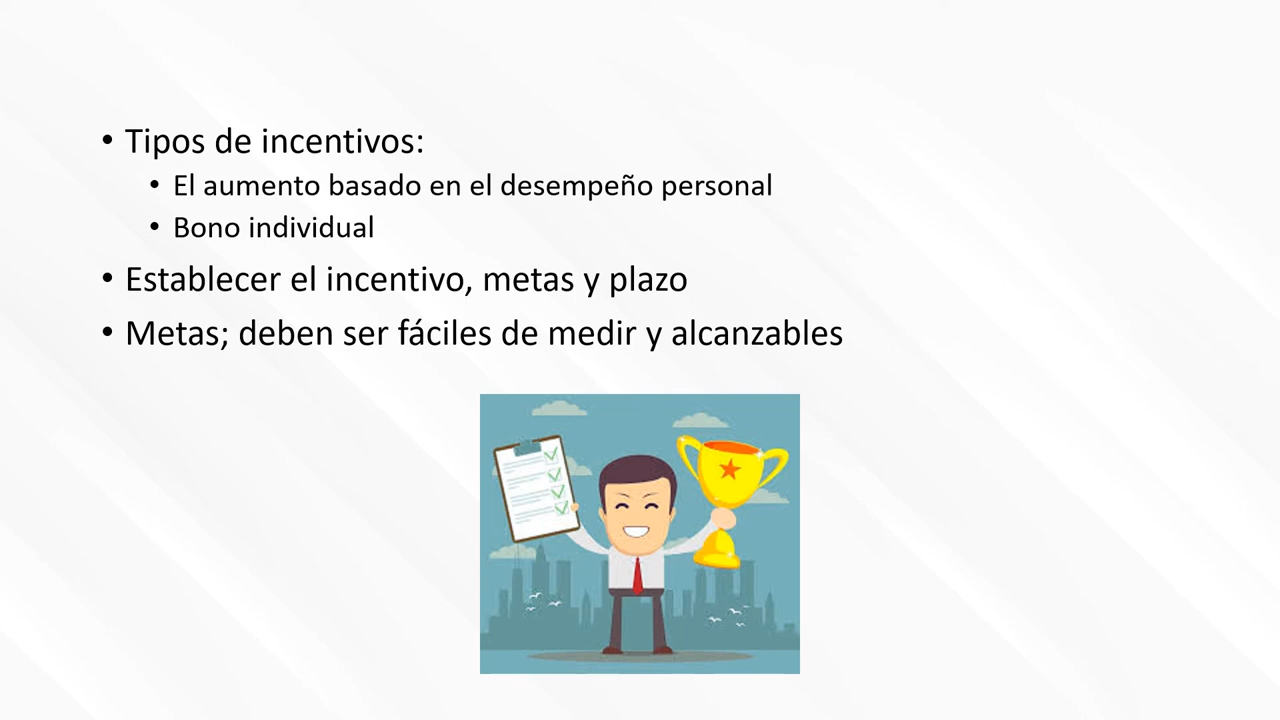 • Tipos de incentivos:
• El aumento basado en el desempeño personal
• Bono individual
• Establecer el incentivo, metas y plazo
• Metas; deben ser fáciles de medir y alcanzables